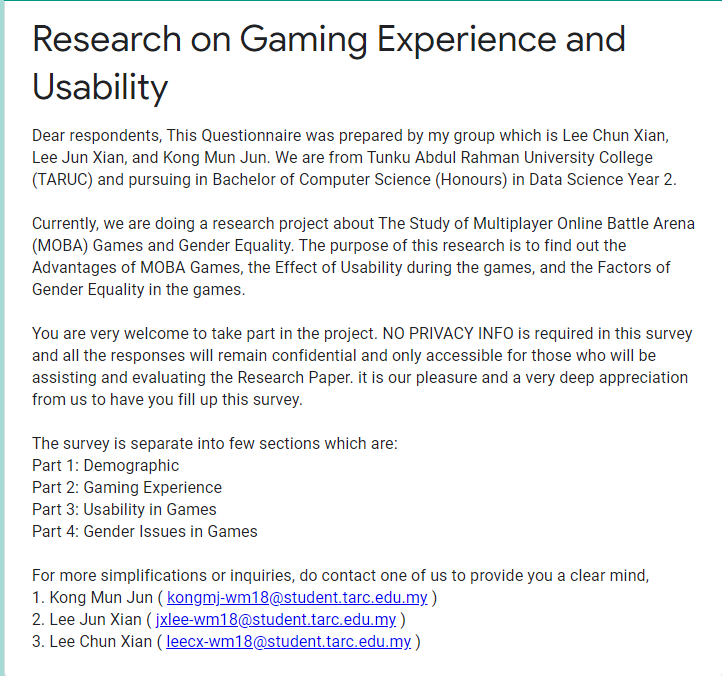 Research on Gaming Experience and
Usability
Dear respondents, This Questionnaire was prepared by my group which is Lee Chun Xian,
Lee Jun Xian, and Kong Mun Jun. We are from Tunku Abdul Rahman University College
(TARUC) and pursuing in Bachelor of Computer Science (Honours) in Data Science Year 2.
Currently, we are doing a research project about The Study of Multiplayer Online Battle Arena
(MOBA) Games and Gender Equality. The purpose of this research is to find out the
Advantages of MOBA Games, the Effect of Usability during the games, and the Factors of
Gender Equality in the games.
You are very welcome to take part in the project. NO PRIVACY INFO is required in this survey
and all the responses will remain confidential and only accessible for those who will be
assisting and evaluating the Research Paper. it is our pleasure and a very deep appreciation
from us to have you fill up this survey.
The survey is separate into few sections which are:
Part 1: Demographic
Part 2: Gaming Experience
Part 3: Usability in Games
Part 4: Gender Issues in Games
For more simplifications or inquiries, do contact one of us to provide you a clear mind,
1. Kong Mun Jun ( kongmj-wm18@student.tarc.edu.my )
2. Lee Jun Xian ( jxlee-wm18@student.tarc.edu.my )
3. Lee Chun Xian ( leecx-wm18@student.tarc.edu.my )